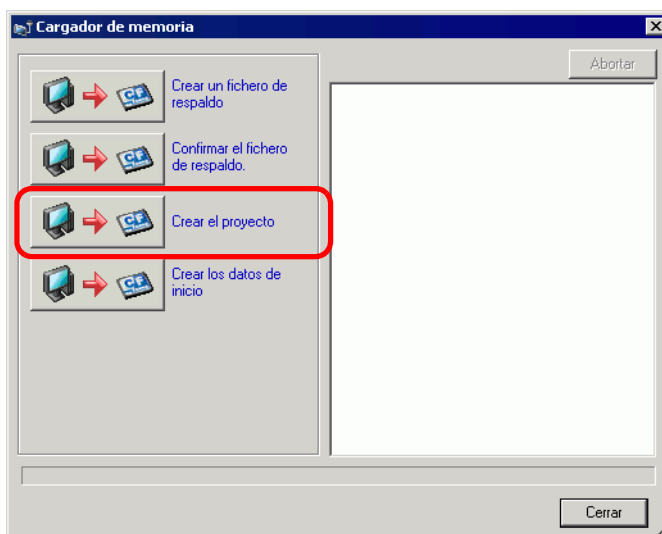 Cargador de memoria
Abortar
Crear un fichero de
respaldo
Confirmar el fichero
de respaldo.
Crear el proyecto
Crear los datos de
inicio
Cerrar